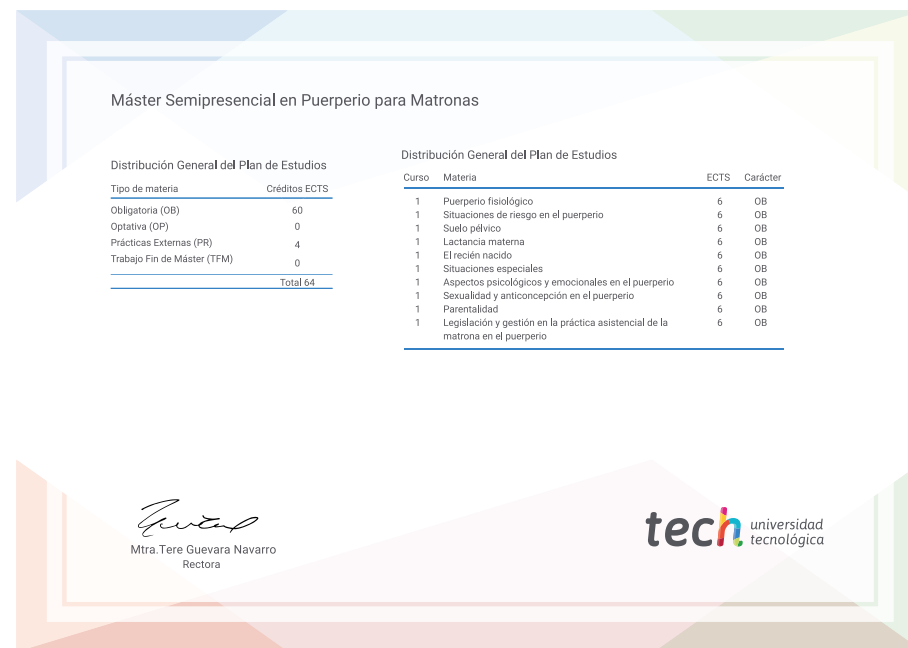 Máster Semipresencial en Puerperio para Matronas
Distribución General del Plan de Estudios
Tipo de materia Créditos ECTS
Obligatoria (OB) 60
Optativa (OP) 0
Prácticas Externas (PR) 4
Trabajo Fin de Máster (TFM) 0
Total 64
Distribución General del Plan de Estudios
Curso Materia ECTS Carácter
1 Puerperio fisiológico 6 OB
1 Situaciones de riesgo en el puerperio 6 OB
1 Suelo pélvico 6 OB
1 Lactancia materna 6 OB
1 El recién nacido 6 OB
1 Situaciones especiales 6 OB
1 Aspectos psicológicos y emocionales en el puerperio 6 OB
1 Sexualidad y anticoncepción en el puerperio 6 OB
1 Parentalidad 6 OB
1 Legislación y gestión en la práctica asistencial de la 6 OB
matrona en el puerperio
Mtra.Tere Guevara Navarro
Rectora
tech universidad
tecnológica